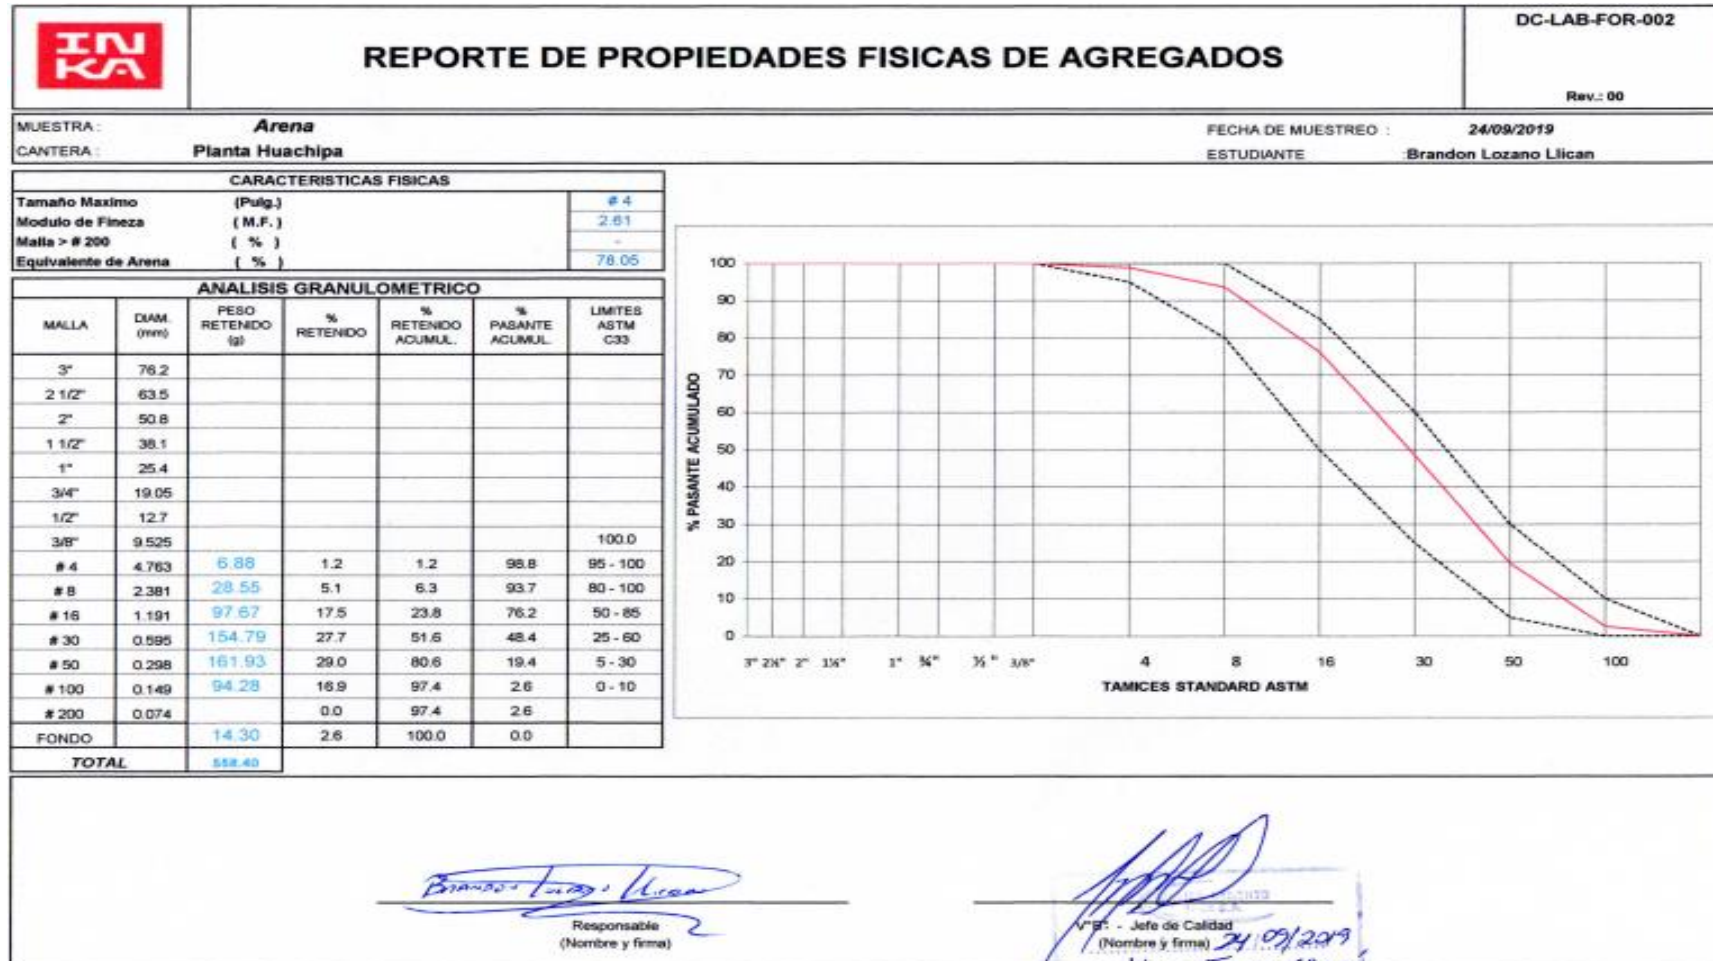 INKA
REPORTE DE PROPIEDADES FISICAS DE AGREGADOS
DC-LAB-FOR-002
Rev.: 00
MUESTRA : Arena
CANTERA : Planta Huachipa
FECHA DE MUESTREO : 24/09/2019
ESTUDIANTE : Brandon Lozano Llican
CARACTERISTICAS FISICAS
Tamaño Maximo (Pulg.) # 4
Modulo de Fineza ( M.F. ) 2.61
Malla > # 200 ( % ) -
Equivalente de Arena ( % ) 78.05
ANALISIS GRANULOMETRICO
MALLA DIAM. (mm) PESO RETENIDO (g) % RETENIDO % RETENIDO ACUMUL. % PASANTE ACUMUL. LIMITES ASTM C33
3" 76.2
2 1/2" 63.5
2" 50.8
1 1/2" 38.1
1" 25.4
3/4" 19.05
1/2" 12.7
3/8" 9.525 100.0
# 4 4.763 6.88 1.2 1.2 98.8 95 - 100
# 8 2.381 28.55 5.1 6.3 93.7 80 - 100
# 16 1.191 97.67 17.5 23.8 76.2 50 - 85
# 30 0.595 154.79 27.7 51.6 48.4 25 - 60
# 50 0.298 161.93 29.0 80.6 19.4 5 - 30
# 100 0.149 94.28 16.9 97.4 2.6 0 - 10
# 200 0.074 0.0 97.4 2.6
FONDO 14.30 2.6 100.0 0.0
TOTAL 558.40
% PASANTE ACUMULADO
100
90
80
70
60
50
40
30
20
10
0
3" 2½" 2" 1½" 1" ¾" ½" 3/8" 4 8 16 30 50 100
TAMICES STANDARD ASTM
Brandon Lozano Llican
Responsable
(Nombre y firma)
V°B° - Jefe de Calidad
(Nombre y firma) 24/09/2019